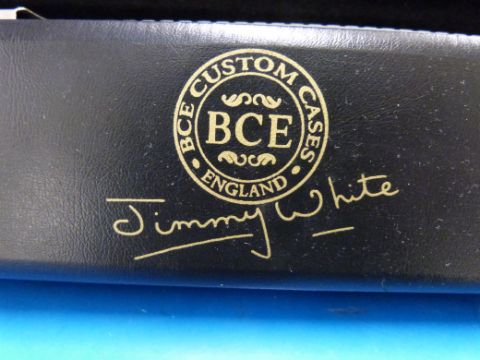 BCE CUSTOM CASES
BCE
• ENGLAND •
Jimmy White